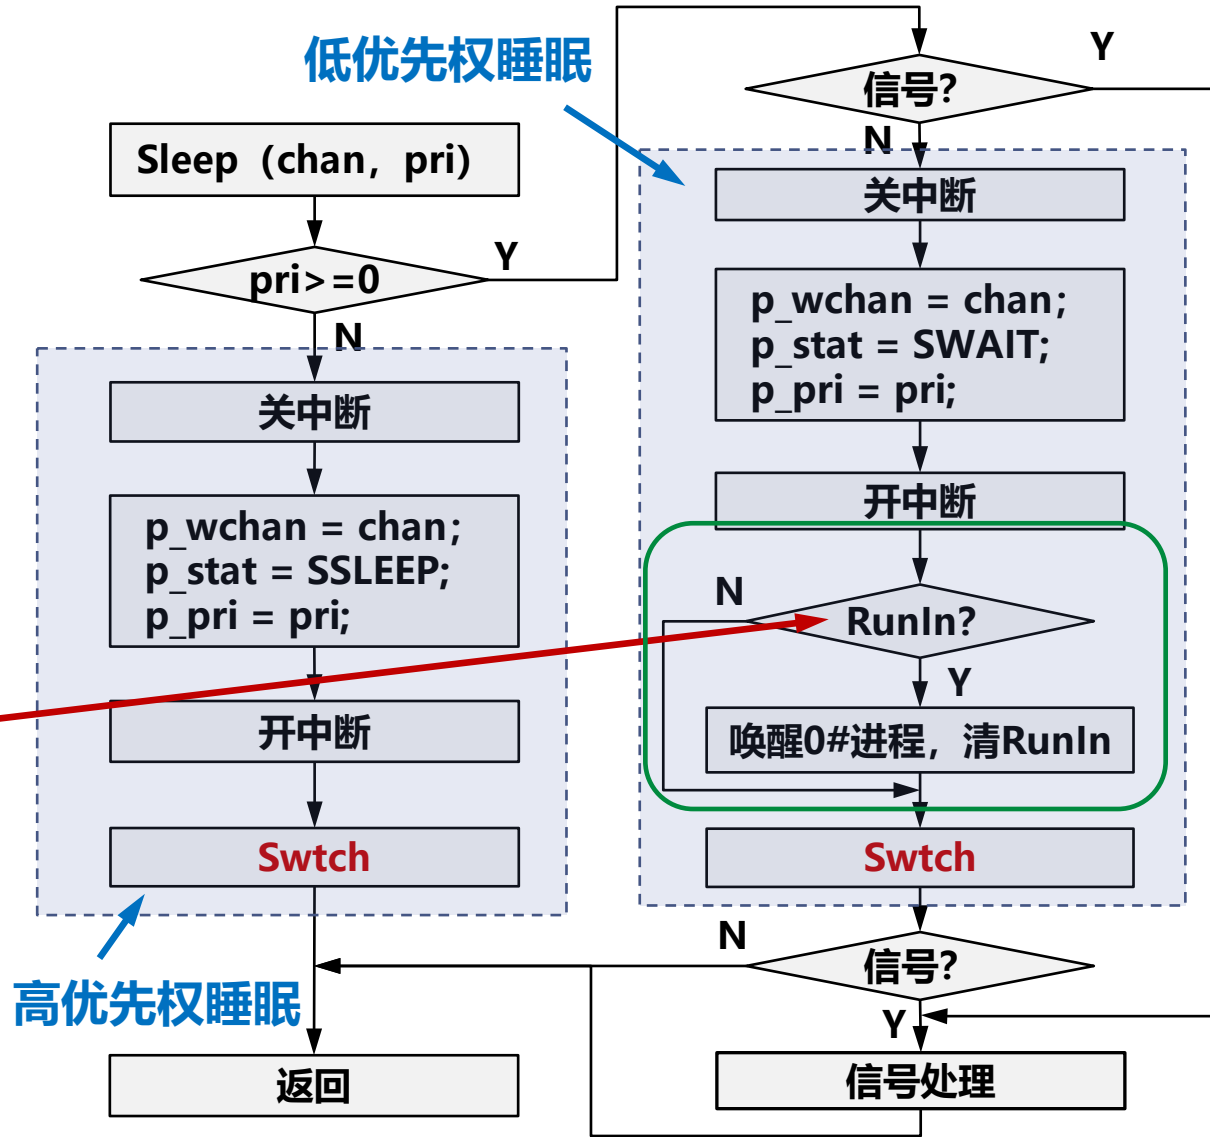 低优先权睡眠
Sleep（chan，pri）
pri>=0
Y
N
关中断
p_wchan = chan;
p_stat = SSLEEP;
p_pri = pri;
开中断
Swtch
高优先权睡眠
返回
信号?
Y
N
关中断
p_wchan = chan;
p_stat = SWAIT;
p_pri = pri;
开中断
RunIn?
N
Y
唤醒0#进程，清RunIn
Swtch
信号?
N
Y
信号处理